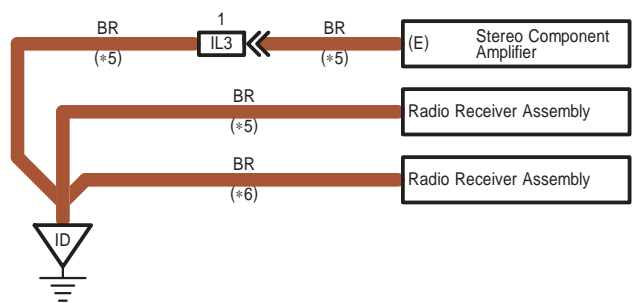 1
BR
IL3
BR
(E) Stereo Component
Amplifier
(*5)
(*5)
BR
Radio Receiver Assembly
(*5)
BR
Radio Receiver Assembly
(*6)
ID